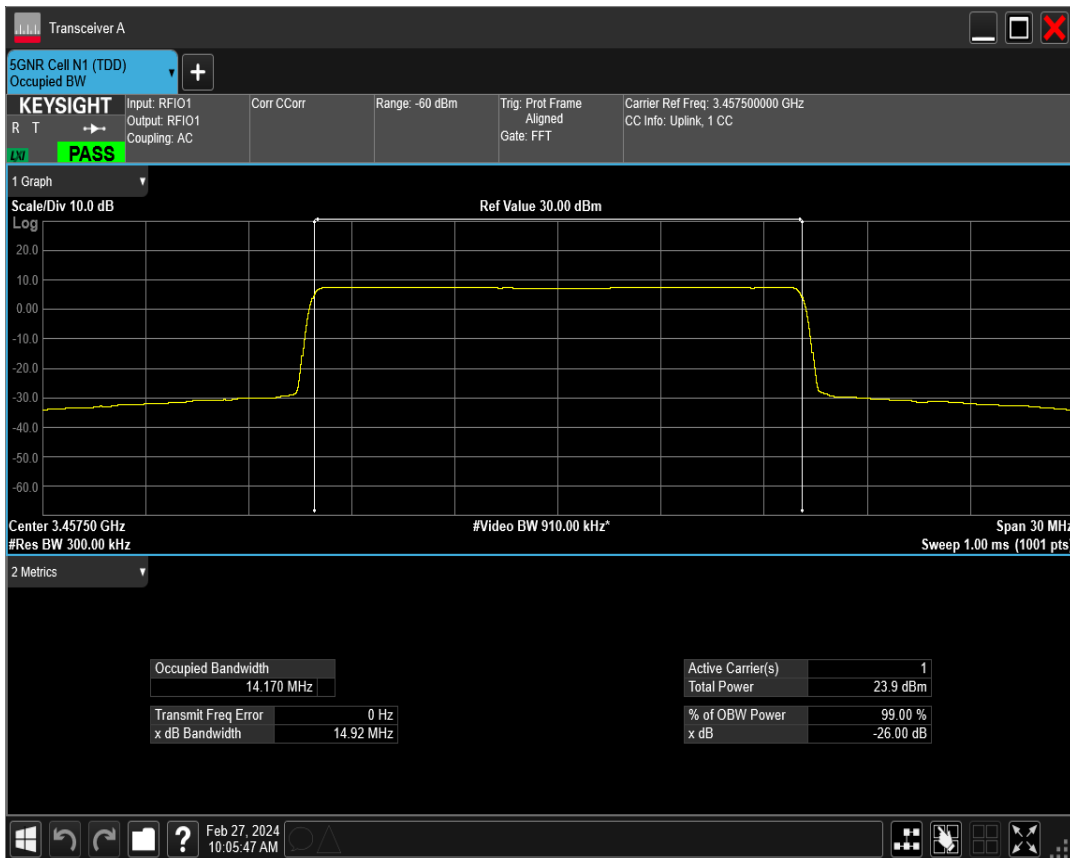 Transceiver A
5GNR Cell N1 (TDD)
Occupied BW
+
KEYSIGHT
R T
LXI
PASS
Input: RFIO1
Output: RFIO1
Coupling: AC
Corr CCorr
Range: -60 dBm
Trig: Prot Frame
Aligned
Gate: FFT
Carrier Ref Freq: 3.457500000 GHz
CC Info: Uplink, 1 CC
1 Graph
Scale/Div 10.0 dB
Ref Value 30.00 dBm
Log
20.0
10.0
0.00
-10.0
-20.0
-30.0
-40.0
-50.0
-60.0
Center 3.45750 GHz
#Video BW 910.00 kHz*
Span 30 MHz
#Res BW 300.00 kHz
Sweep 1.00 ms (1001 pts)
2 Metrics
Occupied Bandwidth
14.170 MHz
Transmit Freq Error 0 Hz
x dB Bandwidth 14.92 MHz
Active Carrier(s) 1
Total Power 23.9 dBm
% of OBW Power 99.00 %
x dB -26.00 dB
?
Feb 27, 2024
10:05:47 AM